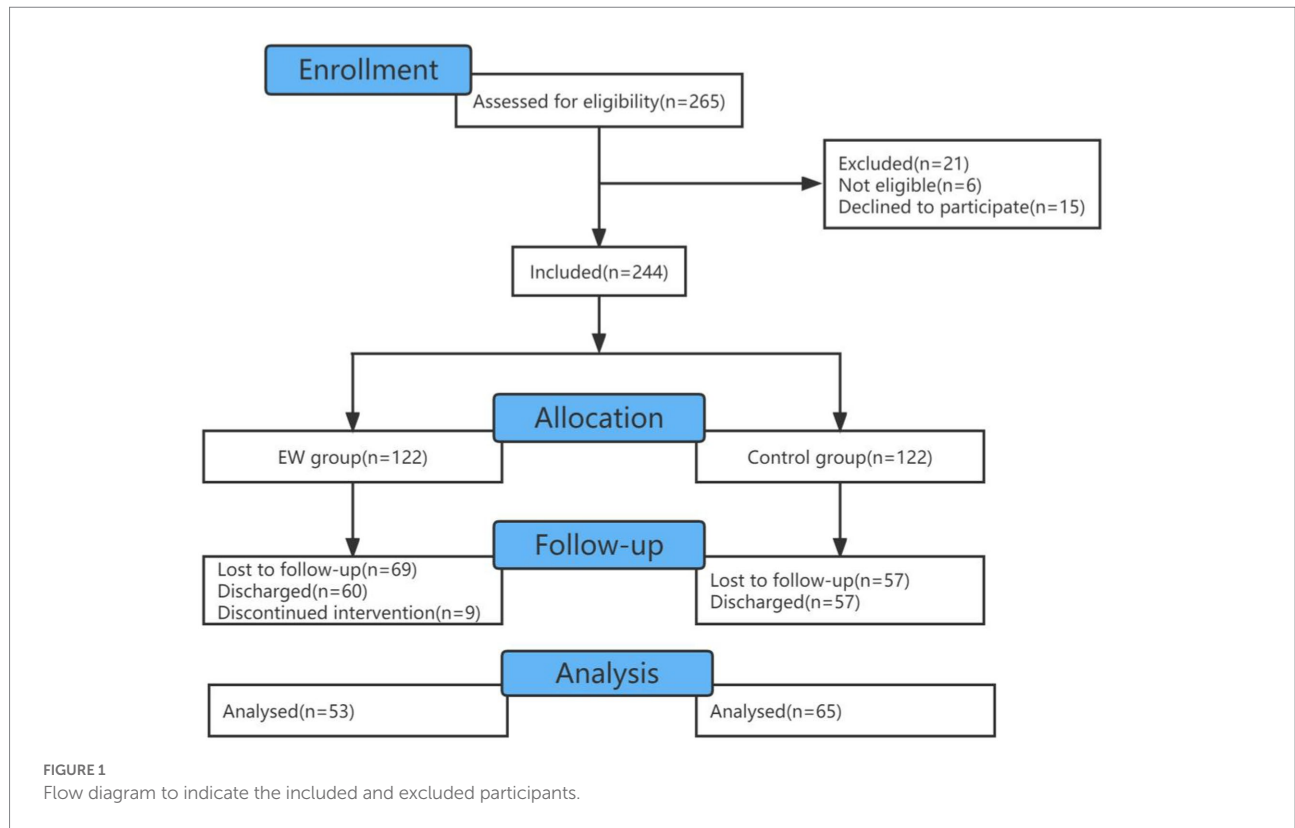 Enrollment
Assessed for eligibility(n=265)
Excluded(n=21)
Not eligible(n=6)
Declined to participate(n=15)
Included(n=244)
Allocation
EW group(n=122)
Control group(n=122)
Follow-up
Lost to follow-up(n=69)
Discharged(n=60)
Discontinued intervention(n=9)
Lost to follow-up(n=57)
Discharged(n=57)
Analysis
Analysed(n=53)
Analysed(n=65)
FIGURE 1
Flow diagram to indicate the included and excluded participants.